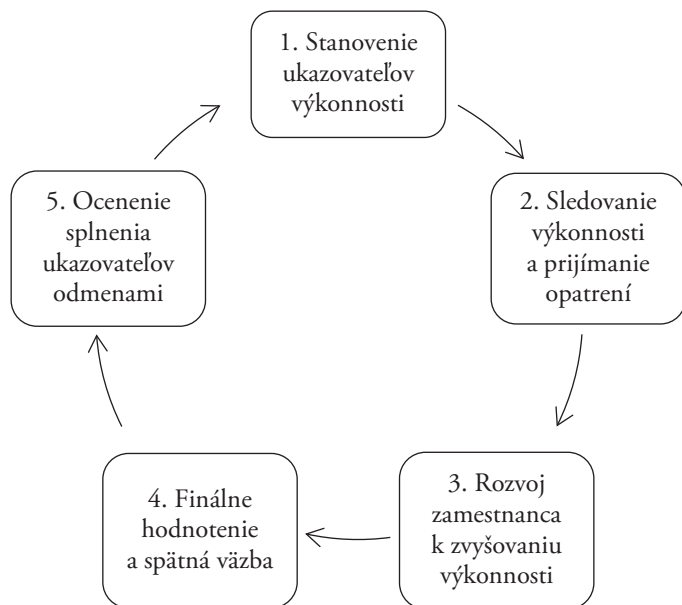 1. Stanovenie
ukazovateľov
výkonnosti
2. Sledovanie
výkonnosti
a prijímanie
opatrení
3. Rozvoj
zamestnanca
k zvyšovaniu
výkonnosti
4. Finálne
hodnotenie
a spätná väzba
5. Ocenenie
splnenia
ukazovateľov
odmenami